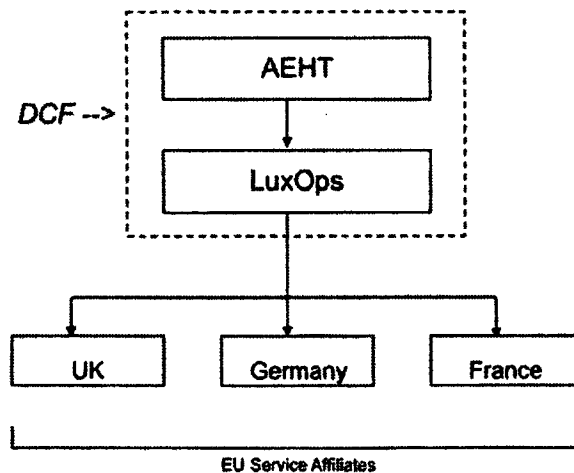 AEHT
DCF -->
LuxOps
UK Germany France
EU Service Affiliates